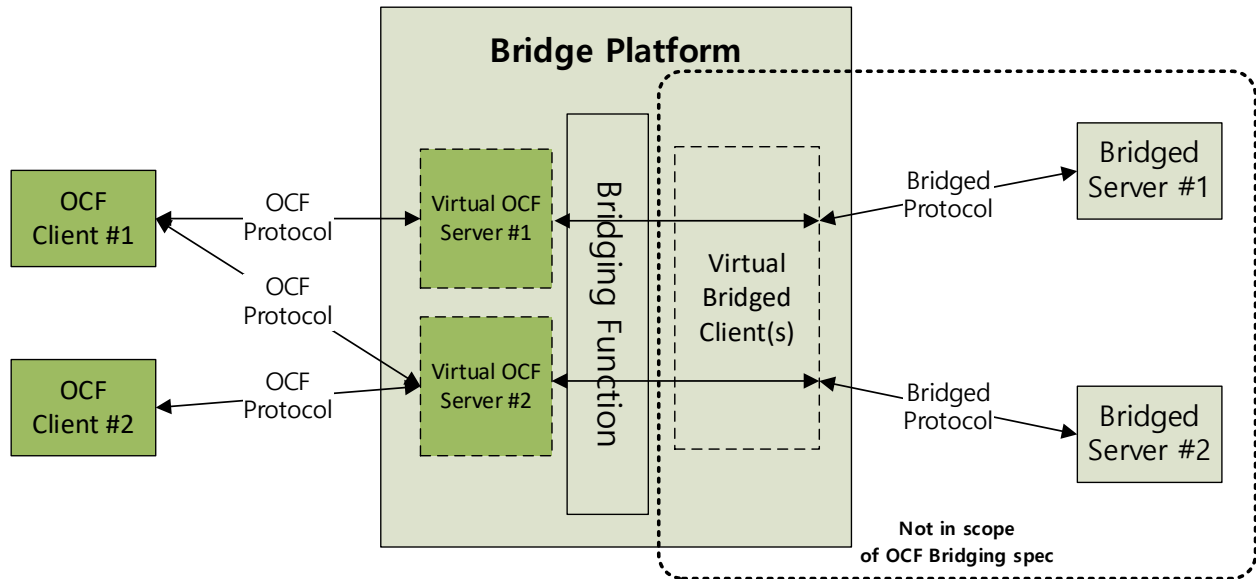 Bridge Platform
OCF
Client #1
OCF
Client #2
OCF
Protocol
OCF
Protocol
OCF
Protocol
Virtual OCF
Server #1
Virtual OCF
Server #2
Bridging Function
Virtual
Bridged
Client(s)
Bridged
Protocol
Bridged
Protocol
Bridged
Server #1
Bridged
Server #2
Not in scope
of OCF Bridging spec